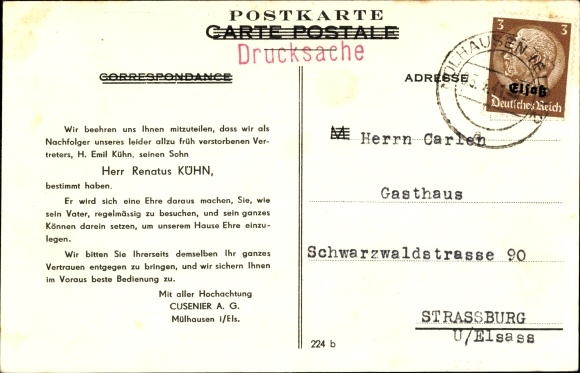 POSTKARTE
CARTE POSTALE
Drucksache
CORRESPONDANCE
Wir beehren uns Ihnen mitzuteilen, dass wir als
Nachfolger unseres leider allzu früh verstorbenen Ver-
treters, H. Emil Kühn, seinen Sohn
Herr Renatus KÜHN,
bestimmt haben.
Er wird sich eine Ehre daraus machen, Sie, wie
sein Vater, regelmässig zu besuchen, und sein ganzes
Können darein setzen, um unserem Hause Ehre einzu-
legen.
Wir bitten Sie Ihrerseits demselben Ihr ganzes
Vertrauen entgegen zu bringen, und wir sichern Ihnen
im Voraus beste Bedienung zu.
Mit aller Hochachtung
CUSENIER A. G.
Mülhausen i/Els.
224 b
3 3
Elsaß
Deutsches Reich
MÜLHAUSEN
ADRESSE
M
Herrn Carlen
Gasthaus
Schwarzwaldstrasse 90
STRASSBURG
U/Elsass